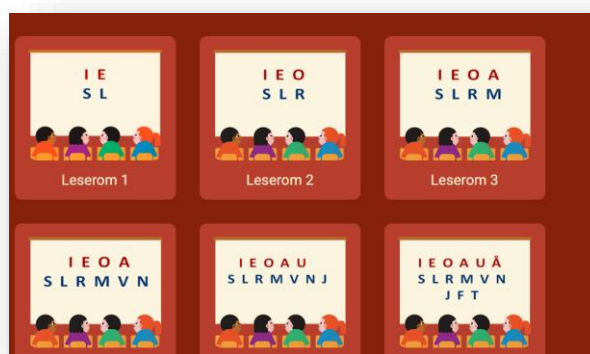 I E
S L
Leserom 1
I E O
S L R
Leserom 2
I E O A
S L R M
Leserom 3
I E O A
S L R M V N
I E O A U
S L R M V N J
I E O A U Å
S L R M V N
J F T